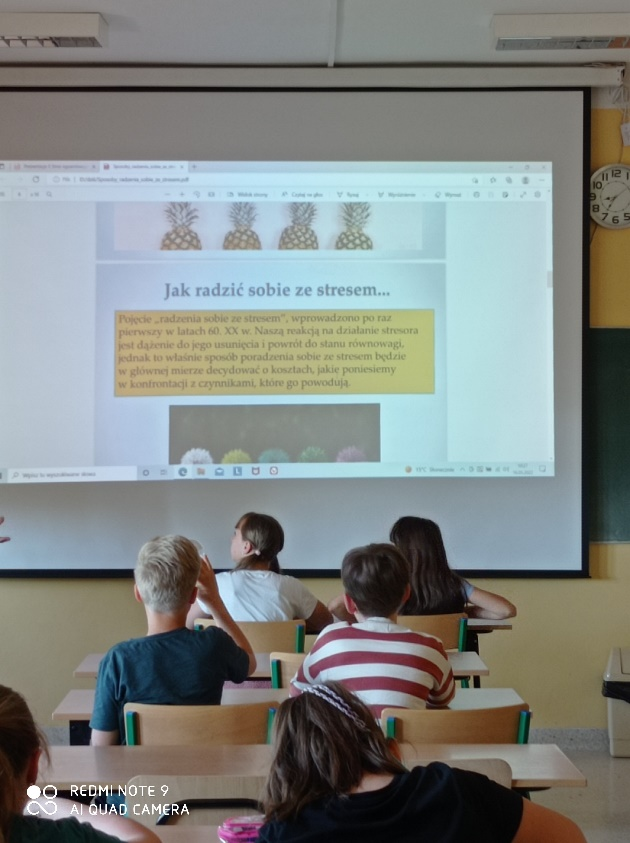 Jak radzić sobie ze stresem...
Pojęcie „radzenia sobie ze stresem”, wprowadzono po raz
pierwszy w latach 60. XX w. Naszą reakcją na działanie stresora
jest dążenie do jego usunięcia i powrót do stanu równowagi,
jednak to właśnie sposób poradzenia sobie ze stresem będzie
w głównej mierze decydować o kosztach, jakie poniesiemy
w konfrontacji z czynnikami, które go powodują.
REDMI NOTE 9
AI QUAD CAMERA